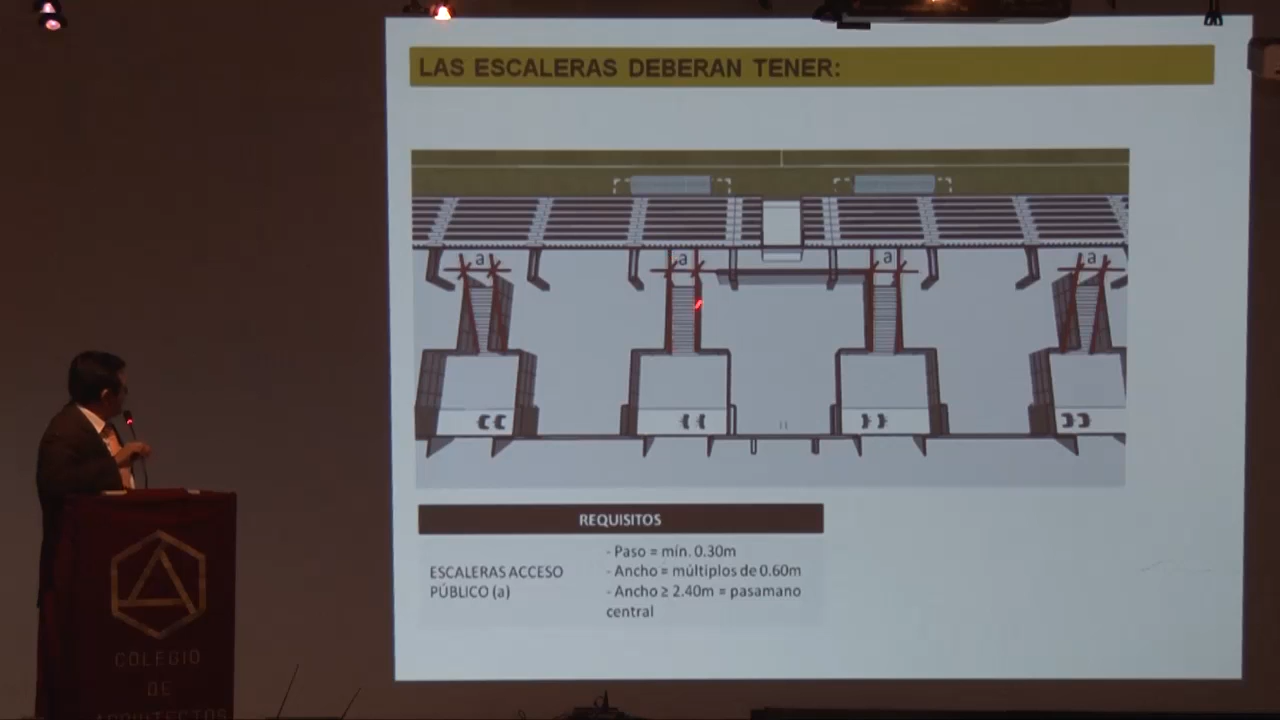 LAS ESCALERAS DEBERAN TENER:
a a a a
REQUISITOS
ESCALERAS ACCESO
PÚBLICO (a)
- Paso = mín. 0.30m
- Ancho = múltiplos de 0.60m
- Ancho ≥ 2.40m = pasamano
central
COLEGIO
DE
ARQUITECTOS